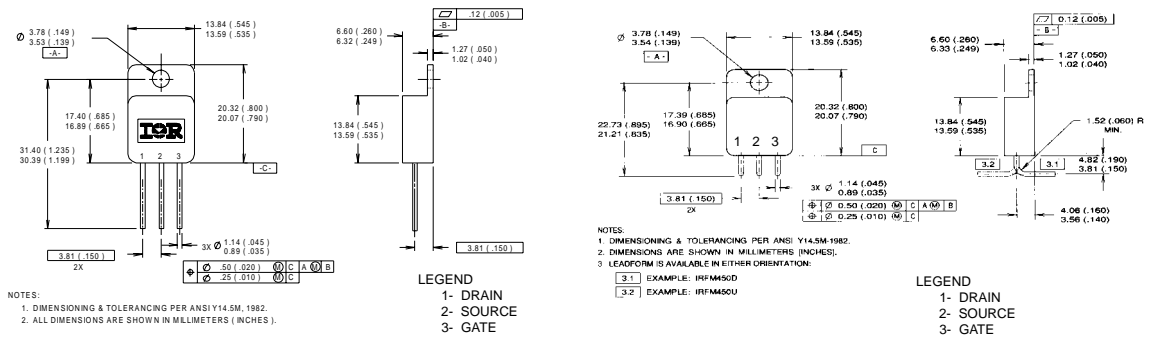 Ø 3.78 ( .149 )
3.53 ( .139 )
-A-
13.84 ( .545 )
13.59 ( .535 )
17.40 ( .685 )
16.89 ( .665 )
20.32 ( .800 )
20.07 ( .790 )
31.40 ( 1.235 )
30.39 ( 1.199 )
IOR
1 2 3
-C-
3.81 ( .150 )
2X
3X Ø 1.14 ( .045 )
0.89 ( .035 )
Ø .50 ( .020 ) Ⓜ C A Ⓜ B
Ø .25 ( .010 ) Ⓜ C
NOTES:
1. DIMENSIONING & TOLERANCING PER ANSI Y14.5M, 1982.
2. ALL DIMENSIONS ARE SHOWN IN MILLIMETERS ( INCHES ).
.12 ( .005 )
-B-
6.60 ( .260 )
6.32 ( .249 )
1.27 ( .050 )
1.02 ( .040 )
13.84 ( .545 )
13.59 ( .535 )
3.81 ( .150 )
LEGEND
1- DRAIN
2- SOURCE
3- GATE
Ø 3.78 (.149)
3.54 (.139)
- A -
13.84 (.545)
13.59 (.535)
17.39 (.685)
16.90 (.665)
20.32 (.800)
20.07 (.790)
22.73 (.895)
21.21 (.835)
1 2 3
C
3.81 (.150)
2X
3X Ø 1.14 (.045)
0.89 (.035)
Ø 0.50 (.020) Ⓜ C A Ⓜ B
Ø 0.25 (.010) Ⓜ C
NOTES:
1. DIMENSIONING & TOLERANCING PER ANSI Y14.5M-1982.
2. DIMENSIONS ARE SHOWN IN MILLIMETERS [INCHES].
3 LEADFORM IS AVAILABLE IN EITHER ORIENTATION:
3.1 EXAMPLE: IRFM450D
3.2 EXAMPLE: IRFM450U
0.12 (.005)
- B -
6.60 (.260)
6.33 (.249)
1.27 (.050)
1.02 (.040)
13.84 (.545)
13.59 (.535)
1.52 (.060) R
MIN.
3.2
3.1
4.82 (.190)
3.81 (.150)
4.06 (.160)
3.56 (.140)
LEGEND
1- DRAIN
2- SOURCE
3- GATE